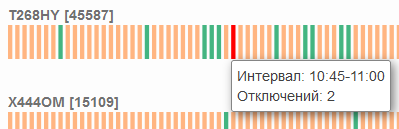 T268HY [45587]
Интервал: 10:45-11:00
Отключений: 2
X444OM [15109]